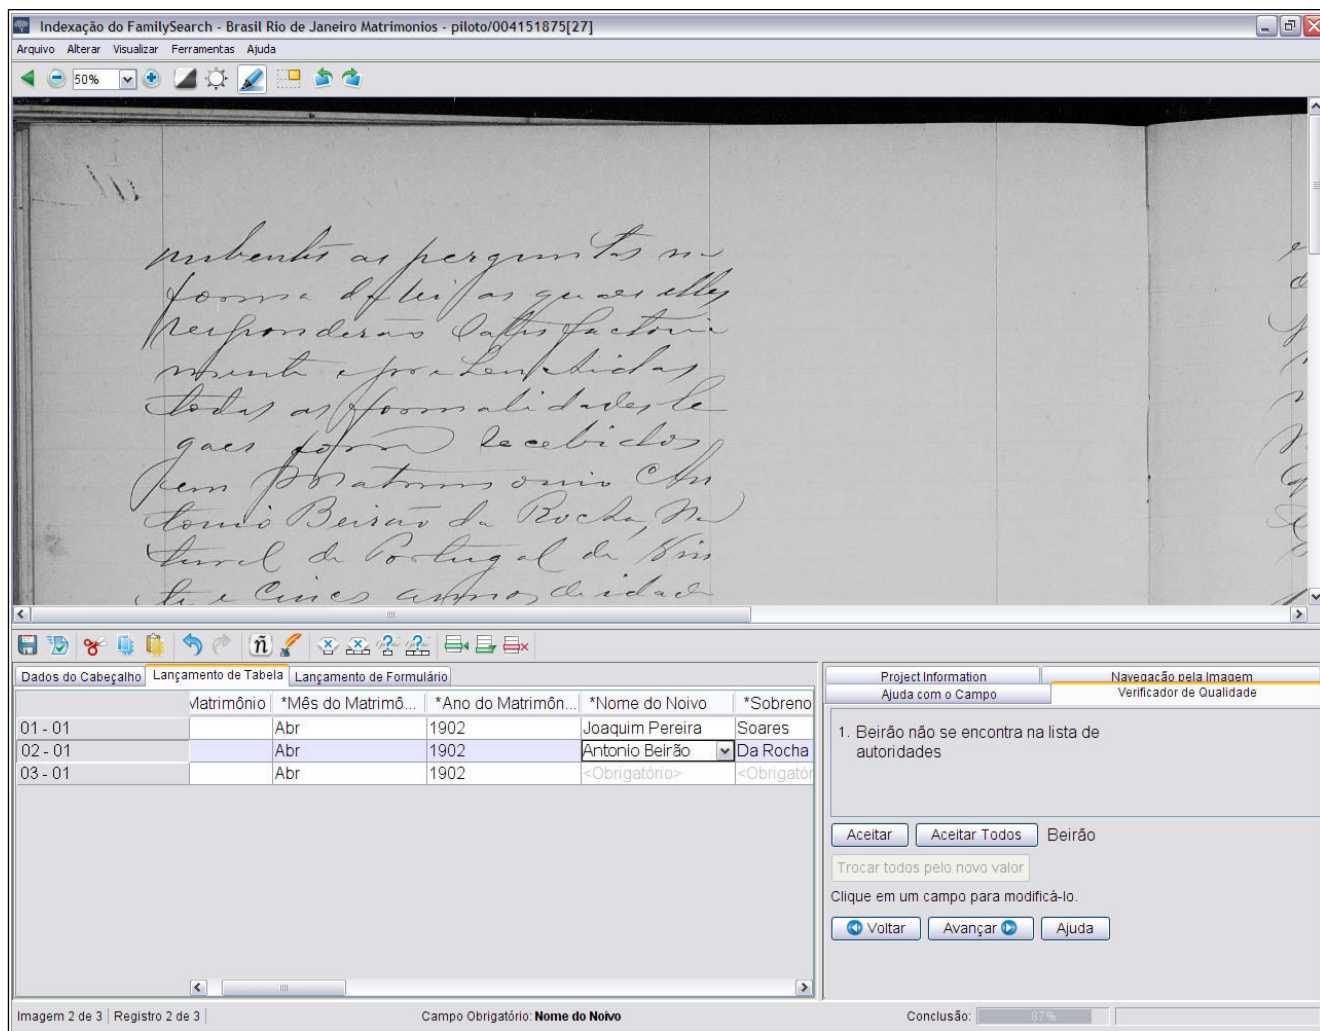 Indexação do FamilySearch - Brasil Rio de Janeiro Matrimonios - piloto/004151875[27]
Arquivo Alterar Visualizar Ferramentas Ajuda
50%
nubentes as perguntas na
forma da lei, as quaes elles
responderão satisfactoria
mente e
todas as formalidades le
gaes forão recebidos
em Matrimonio An
tonio Beirão da Rocha, Na
tural de Portugal de Vin
te e Cinco annos de idade
Dados do Cabeçalho Lançamento de Tabela Lançamento de Formulário
Matrimônio *Mês do Matrimô... *Ano do Matrimôn... *Nome do Noivo *Sobreno
01 - 01 Abr 1902 Joaquim Pereira Soares
02 - 01 Abr 1902 Antonio Beirão Da Rocha
03 - 01 Abr 1902 <Obrigatório> <Obrigatór
Project Information Navegação pela Imagem
Ajuda com o Campo Verificador de Qualidade
1. Beirão não se encontra na lista de
autoridades
Aceitar Aceitar Todos Beirão
Trocar todos pelo novo valor
Clique em um campo para modificá-lo.
Voltar Avançar Ajuda
Imagem 2 de 3 Registro 2 de 3 Campo Obrigatório: Nome do Noivo Conclusão: 87%